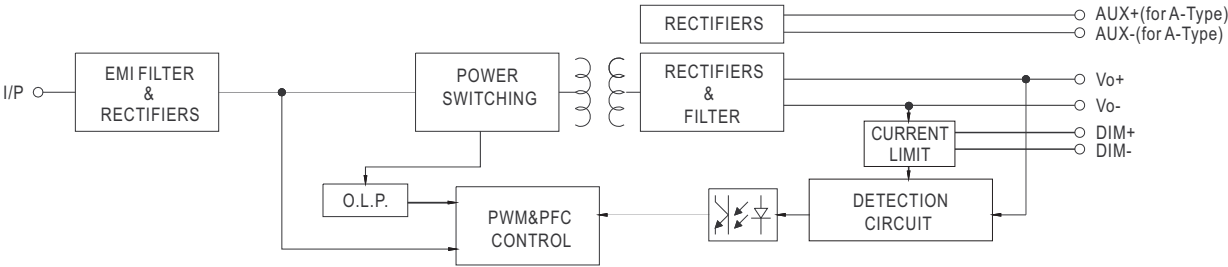 RECTIFIERS
AUX+(for A-Type)
AUX-(for A-Type)
I/P
EMI FILTER
&
RECTIFIERS
POWER
SWITCHING
RECTIFIERS
&
FILTER
Vo+
Vo-
CURRENT
LIMIT
DIM+
DIM-
O.L.P.
PWM&PFC
CONTROL
DETECTION
CIRCUIT